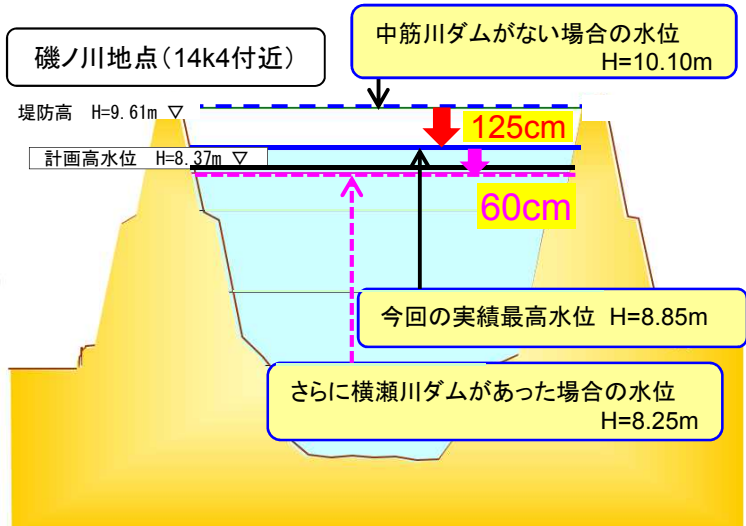 磯ノ川地点（14k4付近）
中筋川ダムがない場合の水位
H=10.10m
堤防高 H=9.61m ▽
125cm
計画高水位 H=8.37m ▽
60cm
今回の実績最高水位 H=8.85m
さらに横瀬川ダムがあった場合の水位
H=8.25m